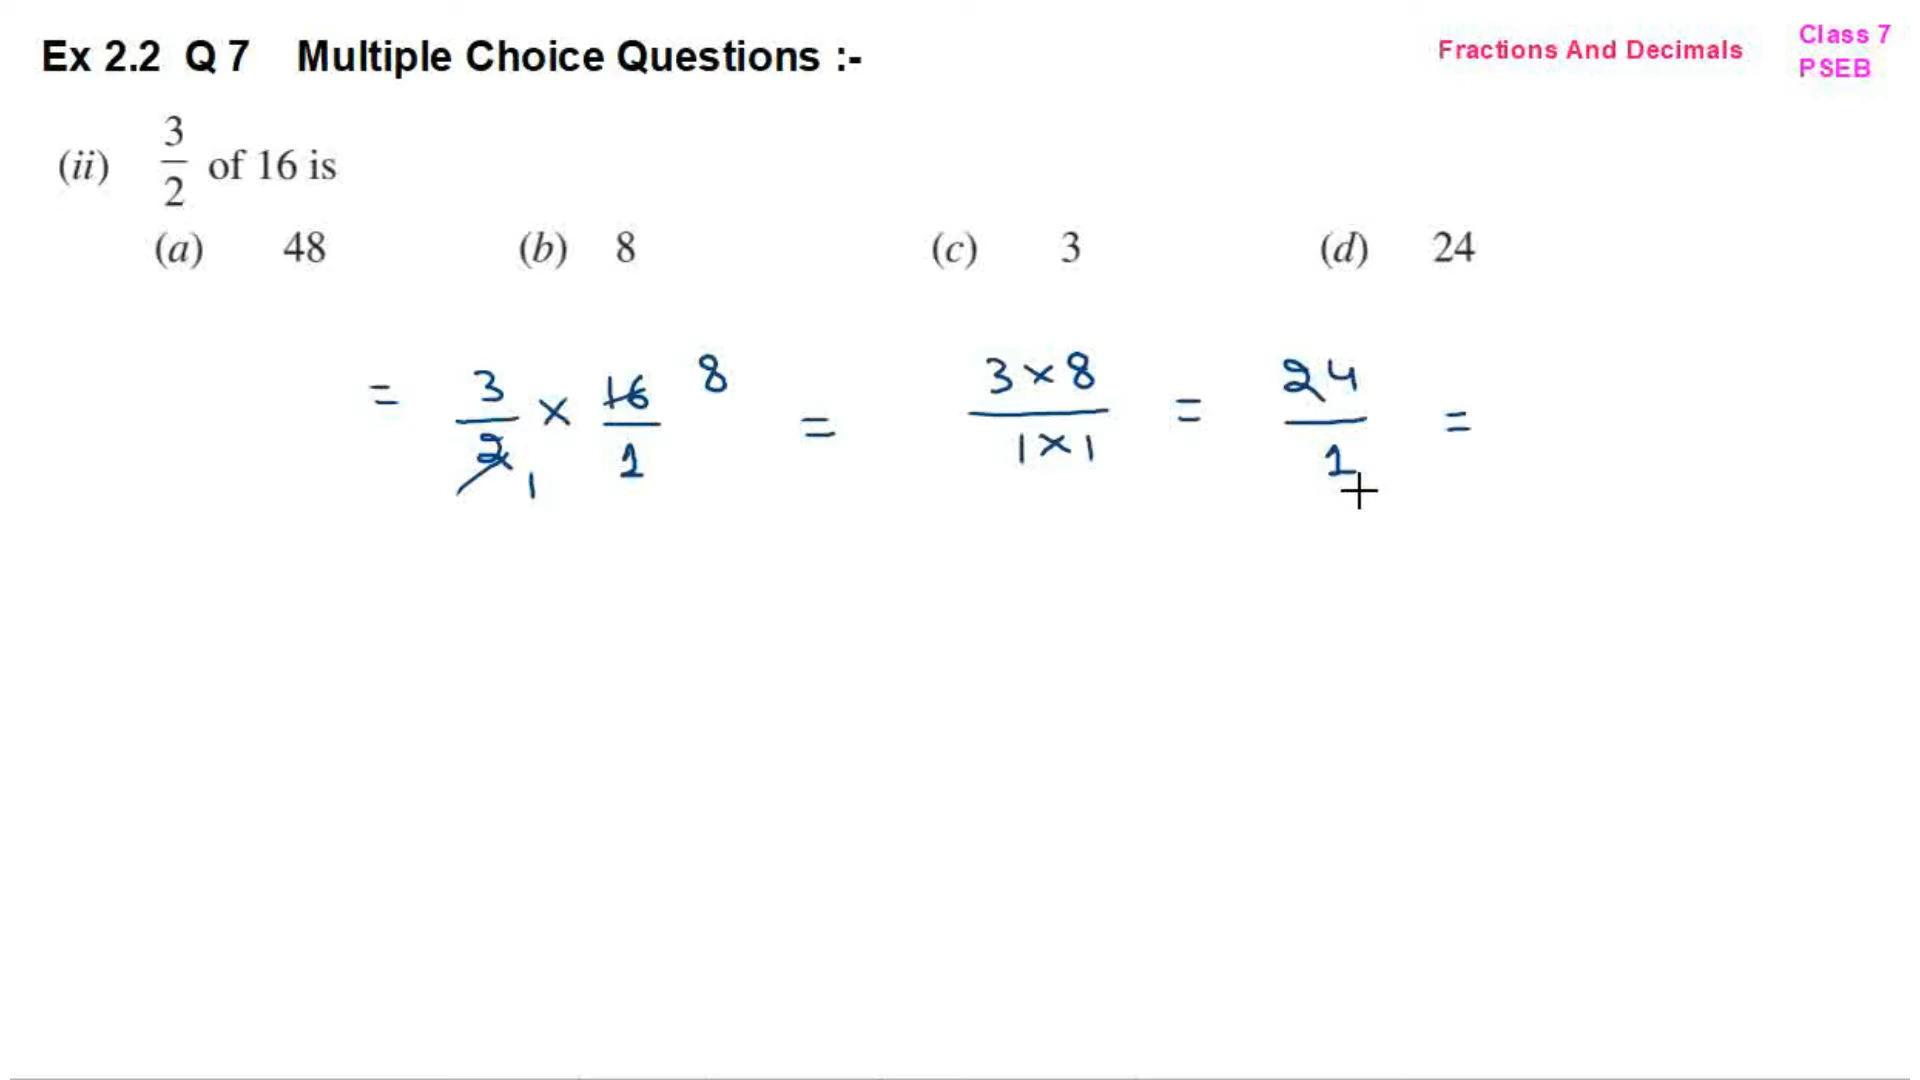 Ex 2.2 Q 7 Multiple Choice Questions :-
Fractions And Decimals
Class 7
PSEB
(ii) 3/2 of 16 is
(a) 48 (b) 8 (c) 3 (d) 24
= 3/2 1 × 16/1 8 = 3×8/1×1 = 24/1 =